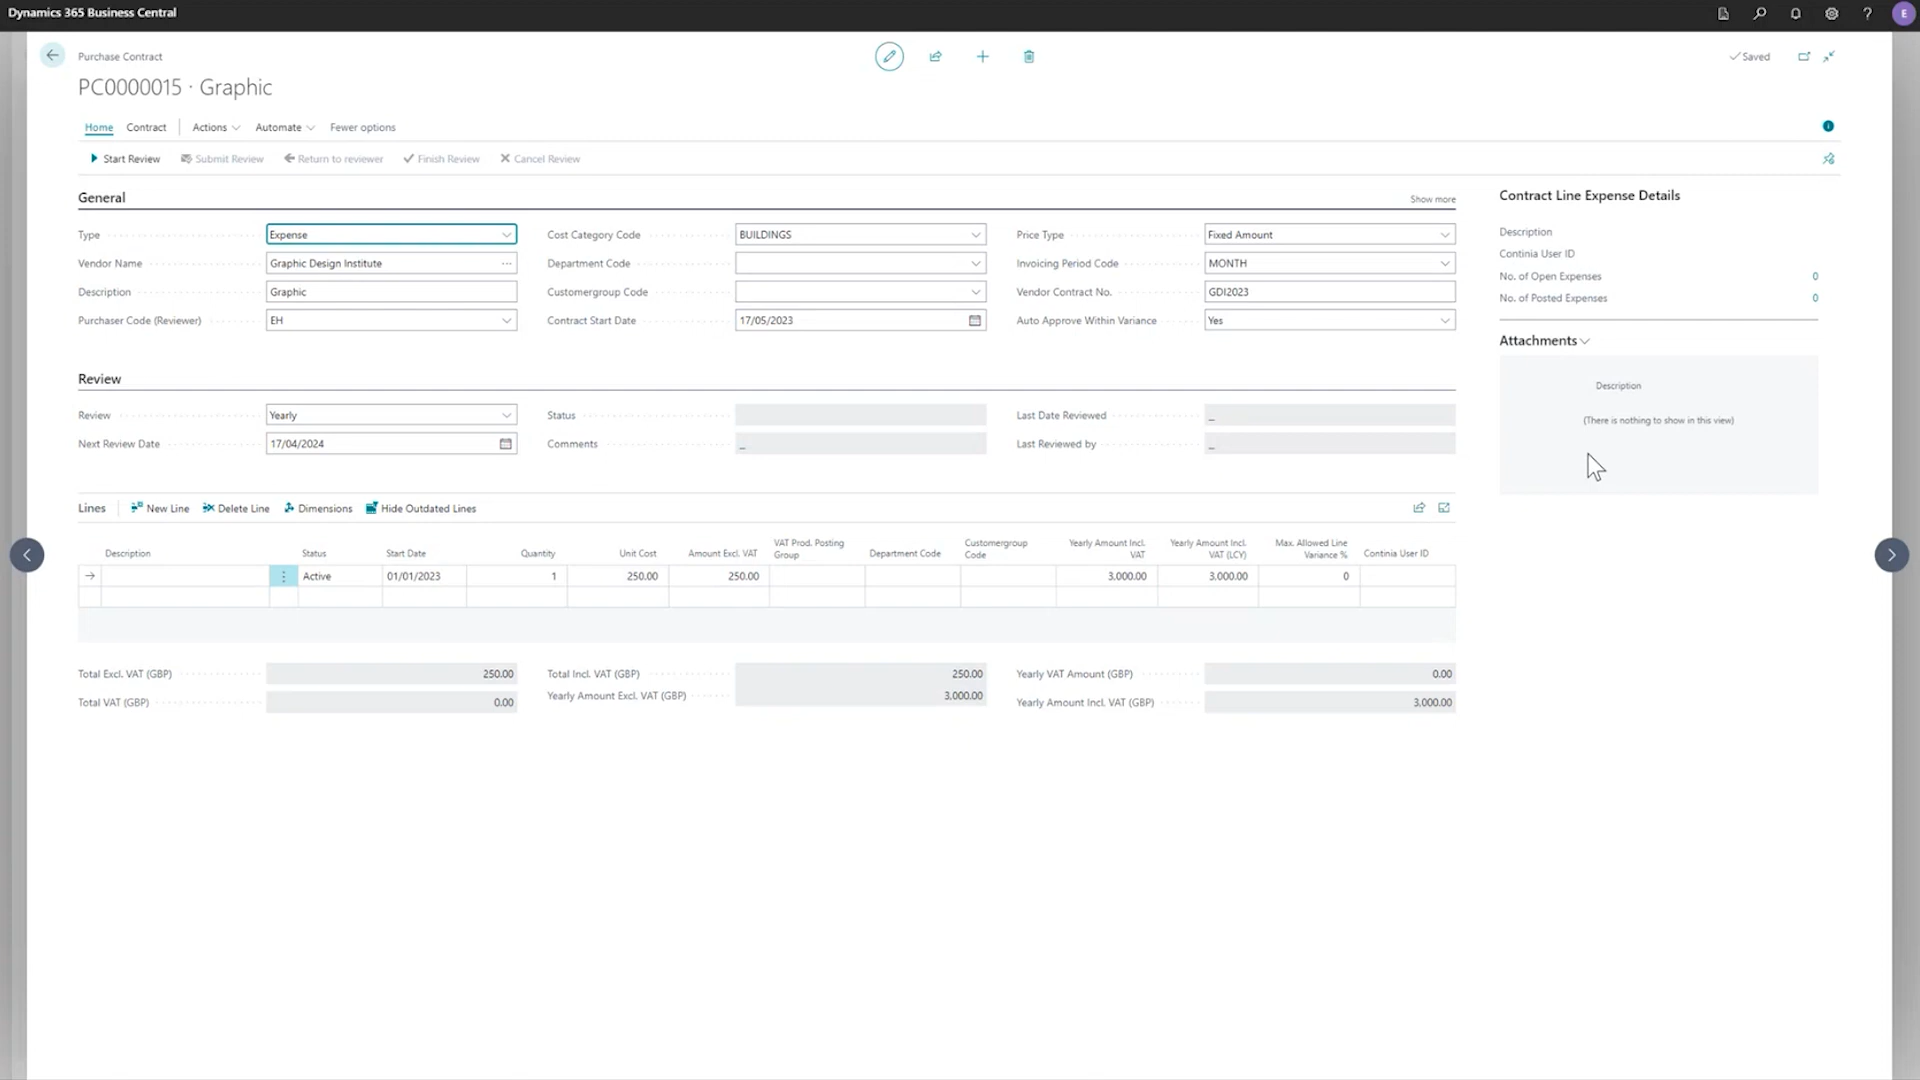 Dynamics 365 Business Central
E
Purchase Contract
Saved
PC0000015 · Graphic
Home Contract Actions Automate Fewer options
Start Review Submit Review Return to reviewer Finish Review Cancel Review
General Show more
Type Expense Cost Category Code BUILDINGS Price Type Fixed Amount
Vendor Name Graphic Design Institute Department Code Invoicing Period Code MONTH
Description Graphic Customergroup Code Vendor Contract No. GDI2023
Purchaser Code (Reviewer) EH Contract Start Date 17/05/2023 Auto Approve Within Variance Yes
Review
Review Yearly Status Last Date Reviewed _
Next Review Date 17/04/2024 Comments _ Last Reviewed by _
Lines New Line Delete Line Dimensions Hide Outdated Lines
Description Status Start Date Quantity Unit Cost Amount Excl. VAT VAT Prod. Posting Group Department Code Customergroup Code Yearly Amount Incl. VAT Yearly Amount Incl. VAT (LCY) Max. Allowed Line Variance % Continia User ID
Active 01/01/2023 1 250.00 250.00 3.000.00 3.000.00 0
Total Excl. VAT (GBP) 250.00 Total Incl. VAT (GBP) 250.00 Yearly VAT Amount (GBP) 0.00
Total VAT (GBP) 0.00 Yearly Amount Excl. VAT (GBP) 3,000.00 Yearly Amount Incl. VAT (GBP) 3.000.00
Contract Line Expense Details
Description
Continia User ID
No. of Open Expenses 0
No. of Posted Expenses 0
Attachments
Description
(There is nothing to show in this view)